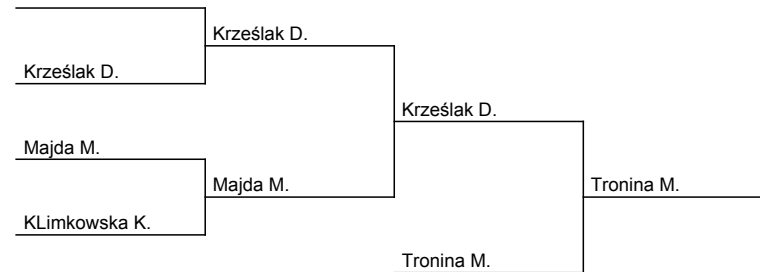 Krześlak D.
Krześlak D.
Krześlak D.
Majda M.
Majda M.
Tronina M.
KLimkowska K.
Tronina M.